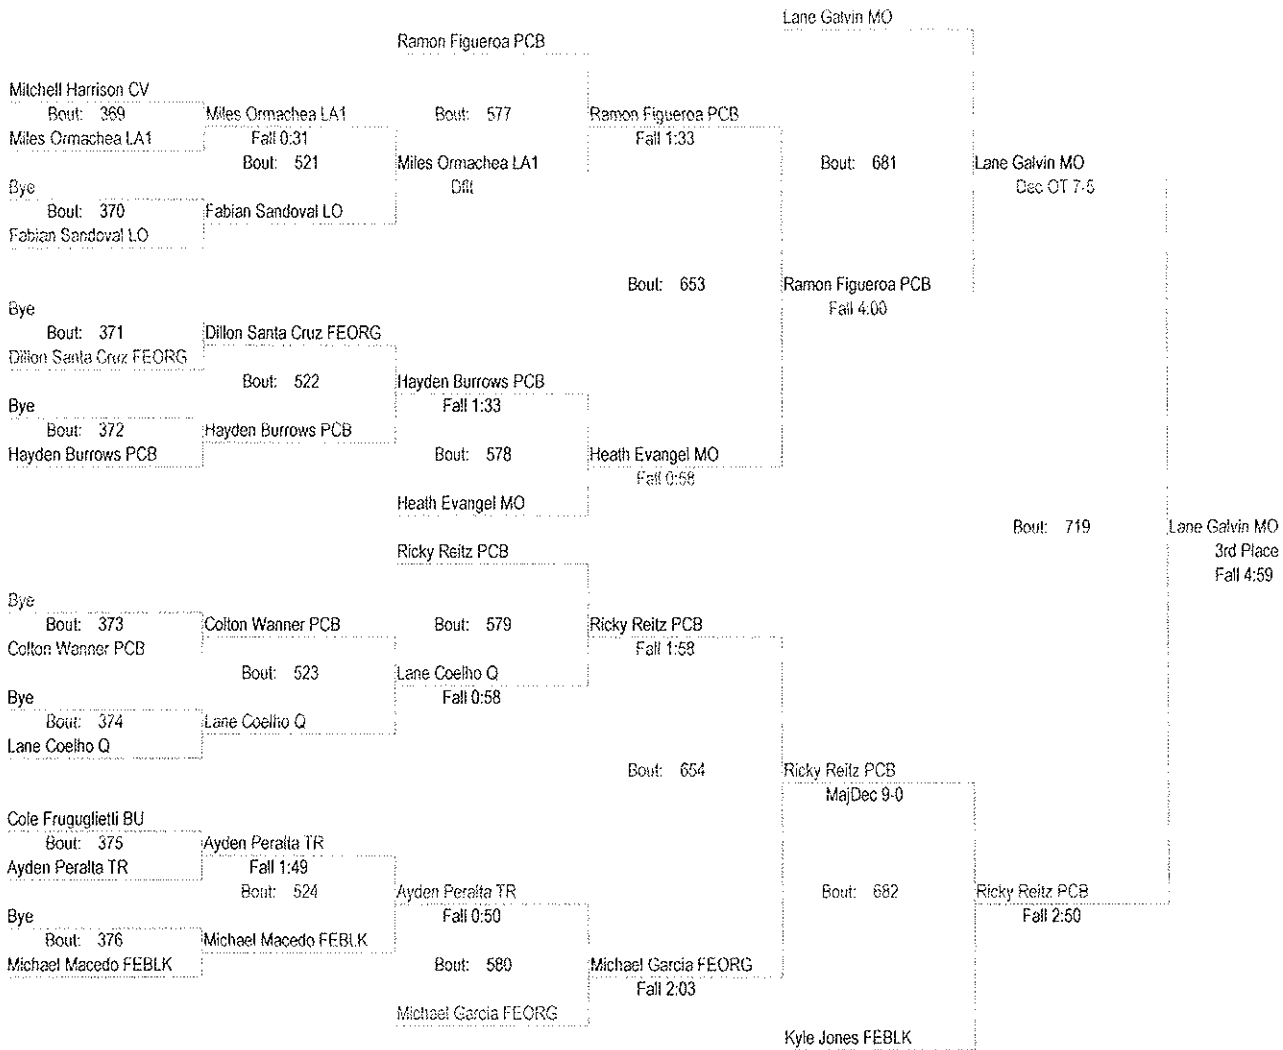 Lane Galvin MO
Ramon Figueroa PCB
Mitchell Harrison CV
Bout: 369
Miles Ormachea LA1
Miles Ormachea LA1
Fall 0:31
Bout: 577
Ramon Figueroa PCB
Fall 1:33
Bout: 521
Miles Ormachea LA1
Dflt
Bout: 681
Lane Galvin MO
Dec OT 7-5
Bye
Bout: 370
Fabian Sandoval LO
Fabian Sandoval LO
Bout: 653
Ramon Figueroa PCB
Fall 4:00
Bye
Bout: 371
Dillon Santa Cruz FEORG
Dillon Santa Cruz FEORG
Bout: 522
Hayden Burrows PCB
Fall 1:33
Bye
Bout: 372
Hayden Burrows PCB
Hayden Burrows PCB
Bout: 578
Heath Evangel MO
Fall 0:58
Heath Evangel MO
Bout: 719
Lane Galvin MO
3rd Place
Fall 4:59
Ricky Reitz PCB
Bye
Bout: 373
Colton Wanner PCB
Colton Wanner PCB
Bout: 579
Ricky Reitz PCB
Fall 1:58
Bout: 523
Lane Coelho Q
Fall 0:58
Bye
Bout: 374
Lane Coelho Q
Lane Coelho Q
Bout: 654
Ricky Reitz PCB
MajDec 9-0
Cole Fruguglietti BU
Bout: 375
Ayden Peralta TR
Ayden Peralta TR
Fall 1:49
Bout: 524
Ayden Peralta TR
Fall 0:50
Bout: 682
Ricky Reitz PCB
Fall 2:50
Bye
Bout: 376
Michael Macedo FEBLK
Michael Macedo FEBLK
Bout: 580
Michael Garcia FEORG
Fall 2:03
Michael Garcia FEORG
Kyle Jones FEBLK